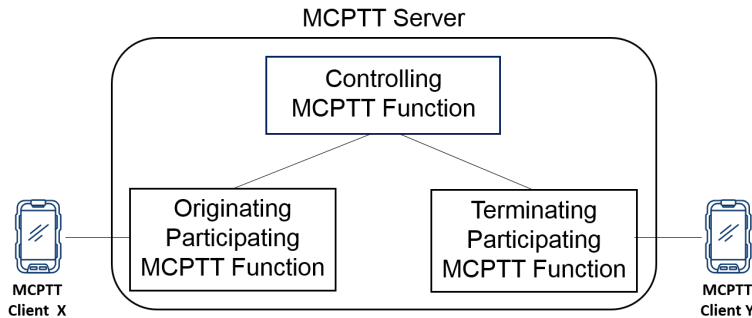 MCPTT Server
Controlling
MCPTT Function
Originating
Participating
MCPTT Function
Terminating
Participating
MCPTT Function
MCPTT
Client X
MCPTT
Client Y